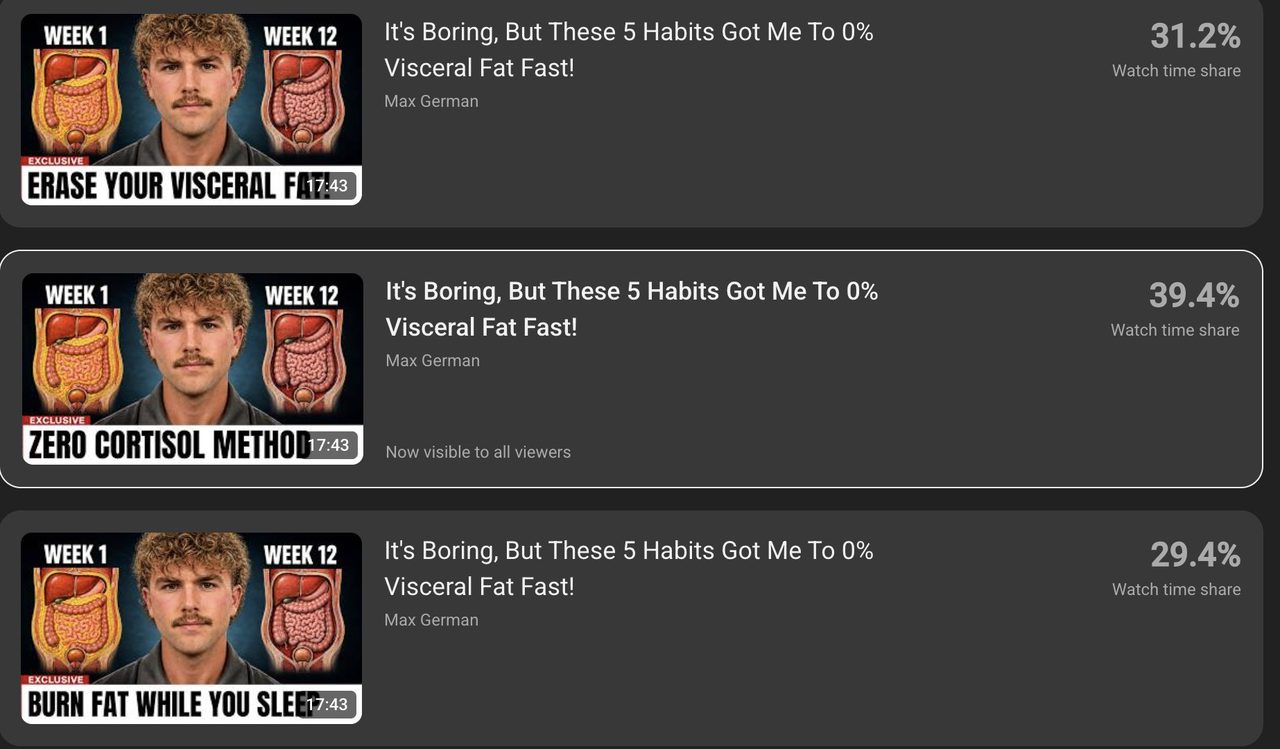 WEEK 1
WEEK 12
EXCLUSIVE
ERASE YOUR VISCERAL FAT!
17:43
It's Boring, But These 5 Habits Got Me To 0%
Visceral Fat Fast!
Max German
31.2%
Watch time share
WEEK 1
WEEK 12
EXCLUSIVE
ZERO CORTISOL METHOD
17:43
It's Boring, But These 5 Habits Got Me To 0%
Visceral Fat Fast!
Max German
Now visible to all viewers
39.4%
Watch time share
WEEK 1
WEEK 12
EXCLUSIVE
BURN FAT WHILE YOU SLEEP
17:43
It's Boring, But These 5 Habits Got Me To 0%
Visceral Fat Fast!
Max German
29.4%
Watch time share